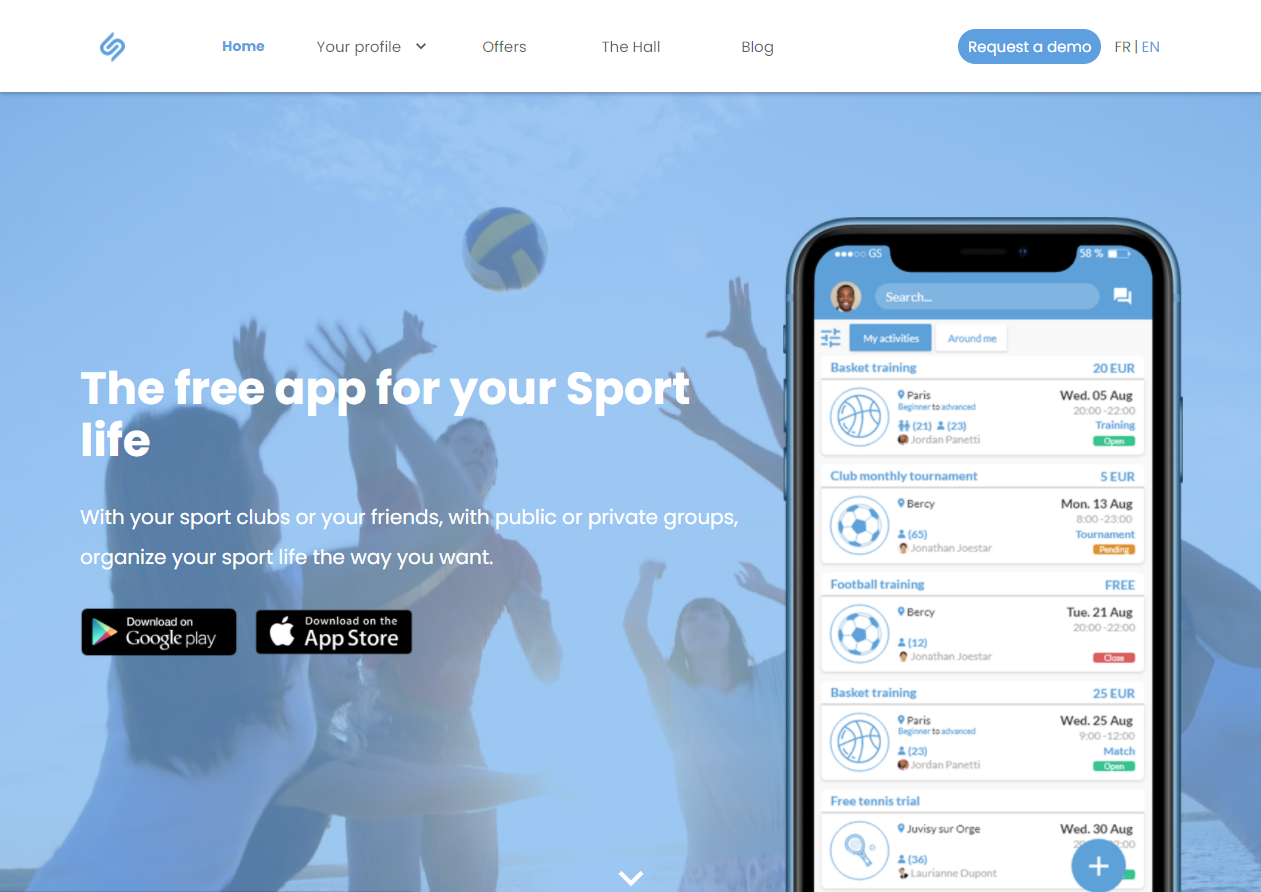 Home
Your profile
Offers
The Hall
Blog
Request a demo
FR | EN
The free app for your Sport
life
With your sport clubs or your friends, with public or private groups,
organize your sport life the way you want.
Download on
Google play
Download on the
App Store
GS
58 %
Search...
My activities
Around me
Basket training
20 EUR
Paris
Wed. 05 Aug
Beginner to advanced
20:00 -22:00
(21) (23)
Training
Jordan Panetti
Open
Club monthly tournament
5 EUR
Bercy
Mon. 13 Aug
8:00 -23:00
(65)
Tournament
Jonathan Joestar
Pending
Football training
FREE
Bercy
Tue. 21 Aug
20:00 -22:00
(12)
Jonathan Joestar
Close
Basket training
25 EUR
Paris
Wed. 25 Aug
Beginner to advanced
9:00 -12:00
(23)
Match
Jordan Panetti
Open
Free tennis trial
Juvisy sur Orge
Wed. 30 Aug
(36)
Laurianne Dupont